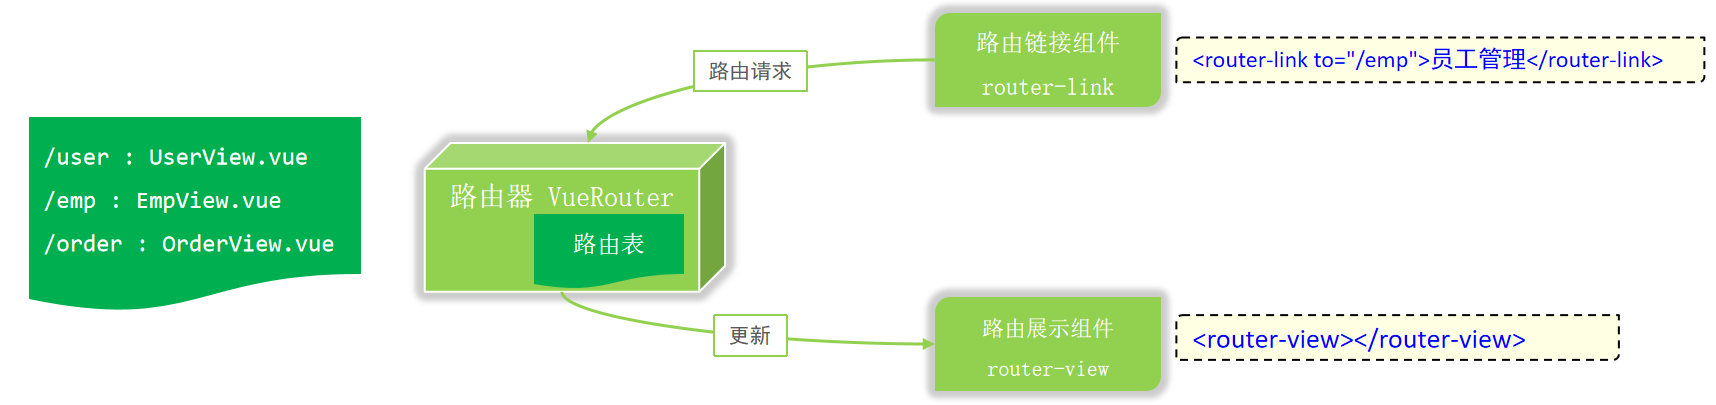 /user : UserView.vue
/emp : EmpView.vue
/order : OrderView.vue
路由请求
路由链接组件
router-link
<router-link to="/emp">员工管理</router-link>
路由器 VueRouter
路由表
更新
路由展示组件
router-view
<router-view></router-view>